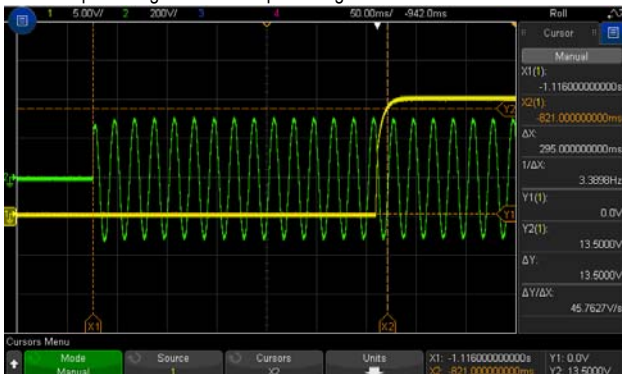 1 5.00V/ 2 200V/ 3 4 50.00ms/ -942.0ms Roll
Cursor
Manual
X1(1):
-1.116000000000s
X2(1):
-821.000000000ms
ΔX:
295.000000000ms
1/ΔX:
3.3898Hz
Y1(1):
0.0V
Y2(1):
13.5000V
ΔY:
13.5000V
ΔY/ΔX:
45.7627V/s
Y2
Y1
X1 X2
Cursors Menu
Mode Source Cursors Units X1: -1.116000000000s Y1: 0.0V
Manual 1 X2 X2: -821.000000000ms Y2: 13.5000V